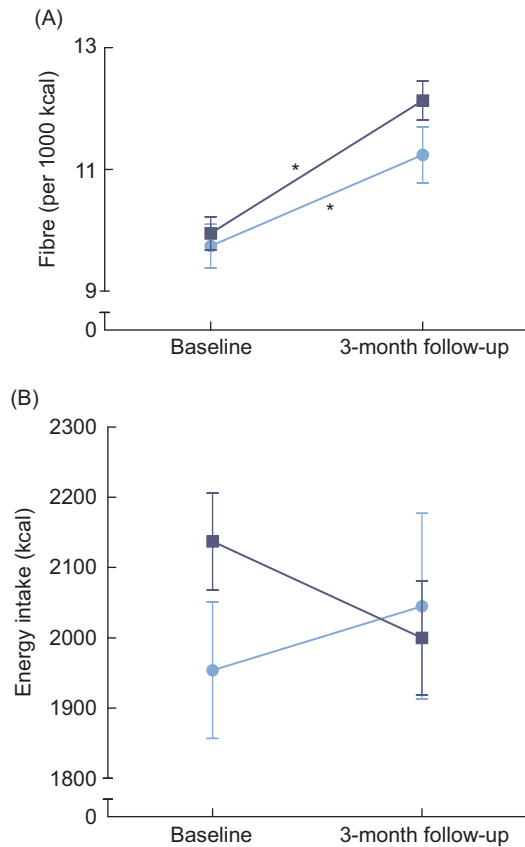 (A)
13
11
9
0
Fibre (per 1000 kcal)
*
*
Baseline
3-month follow-up
(B)
2300
2200
2100
2000
1900
1800
0
Energy intake (kcal)
Baseline
3-month follow-up